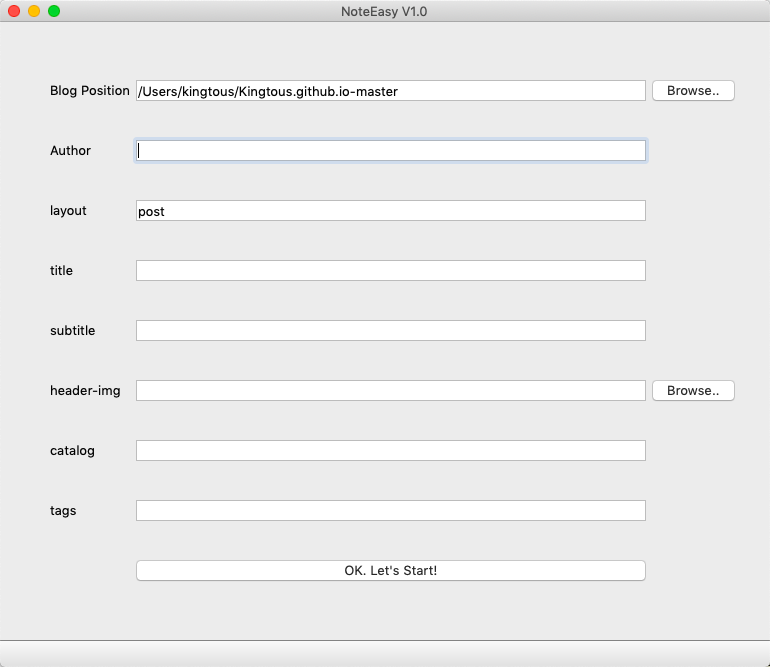 NoteEasy V1.0
Blog Position /Users/kingtous/Kingtous.github.io-master Browse..
Author
layout post
title
subtitle
header-img Browse..
catalog
tags
OK. Let's Start!